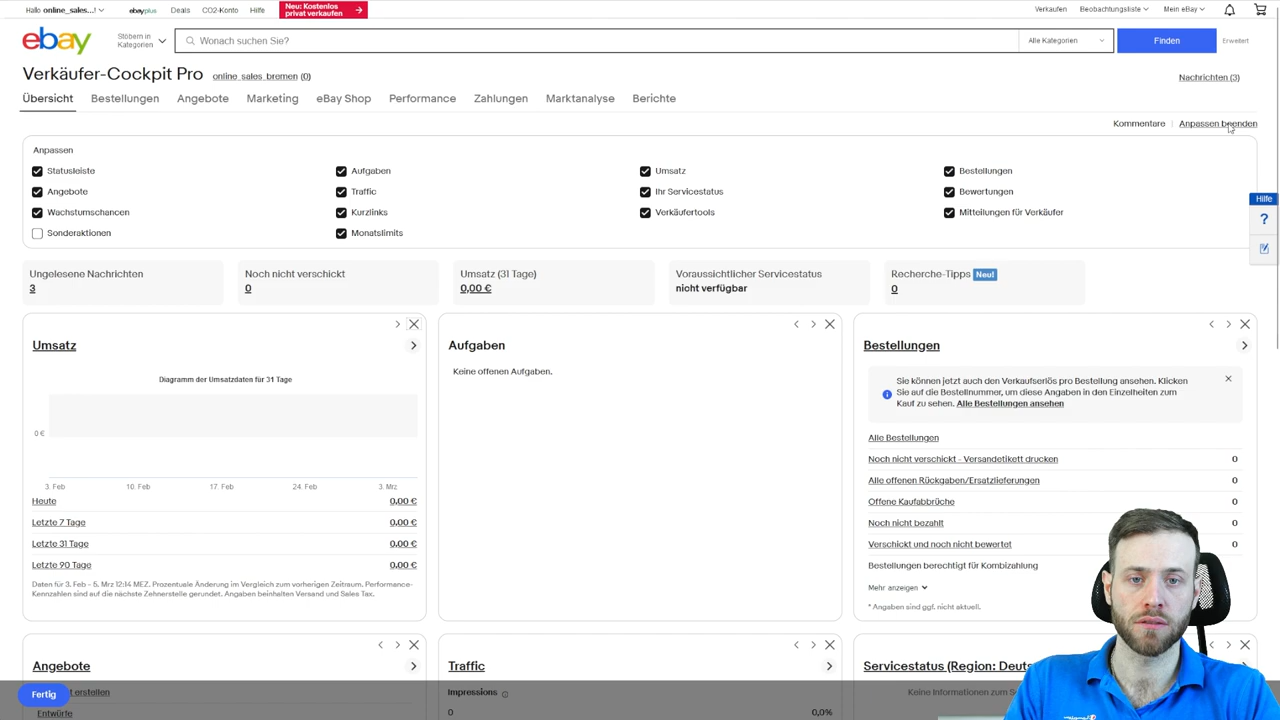 Hallo online_sales...! ebayplus Deals CO2-Konto Hilfe Neu: Kostenlos privat verkaufen Verkaufen Beobachtungsliste Mein eBay
ebay Stöbern in Kategorien Wonach suchen Sie? Alle Kategorien Finden Erweitert
Verkäufer-Cockpit Pro online_sales_bremen (0) Nachrichten (3)
Übersicht Bestellungen Angebote Marketing eBay Shop Performance Zahlungen Marktanalyse Berichte
Kommentare Anpassen beenden
Anpassen
Statusleiste Aufgaben Umsatz Bestellungen
Angebote Traffic Ihr Servicestatus Bewertungen
Wachstumschancen Kurzlinks Verkäufertools Mitteilungen für Verkäufer
Sonderaktionen Monatslimits
Hilfe
?
Ungelesene Nachrichten Noch nicht verschickt Umsatz (31 Tage) Voraussichtlicher Servicestatus Recherche-Tipps Neu!
3 0 0,00 € nicht verfügbar 0
Umsatz
Diagramm der Umsatzdaten für 31 Tage
0 €
3. Feb 10. Feb 17. Feb 24. Feb 3. Mrz
Heute 0,00 €
Letzte 7 Tage 0,00 €
Letzte 31 Tage 0,00 €
Letzte 90 Tage 0,00 €
Daten für 3. Feb - 5. Mrz 12:14 MEZ. Prozentuale Änderung im Vergleich zum vorherigen Zeitraum. Performance-
Kennzahlen sind auf die nächste Zehnerstelle gerundet. Angaben beinhalten Versand und Sales Tax.
Aufgaben
Keine offenen Aufgaben.
Bestellungen
Sie können jetzt auch den Verkaufserlös pro Bestellung ansehen. Klicken
Sie auf die Bestellnummer, um diese Angaben in den Einzelheiten zum
Kauf zu sehen. Alle Bestellungen ansehen
Alle Bestellungen
Noch nicht verschickt - Versandetikett drucken 0
Alle offenen Rückgaben/Ersatzlieferungen 0
Offene Kaufabbrüche 0
Noch nicht bezahlt 0
Verschickt und noch nicht bewertet 0
Bestellungen berechtigt für Kombizahlung
Mehr anzeigen
* Angaben sind ggf. nicht aktuell.
Angebote
erstellen
Entwürfe
Fertig
Traffic
Impressions
0 0,0%
Servicestatus (Region:
Keine Informationen zum